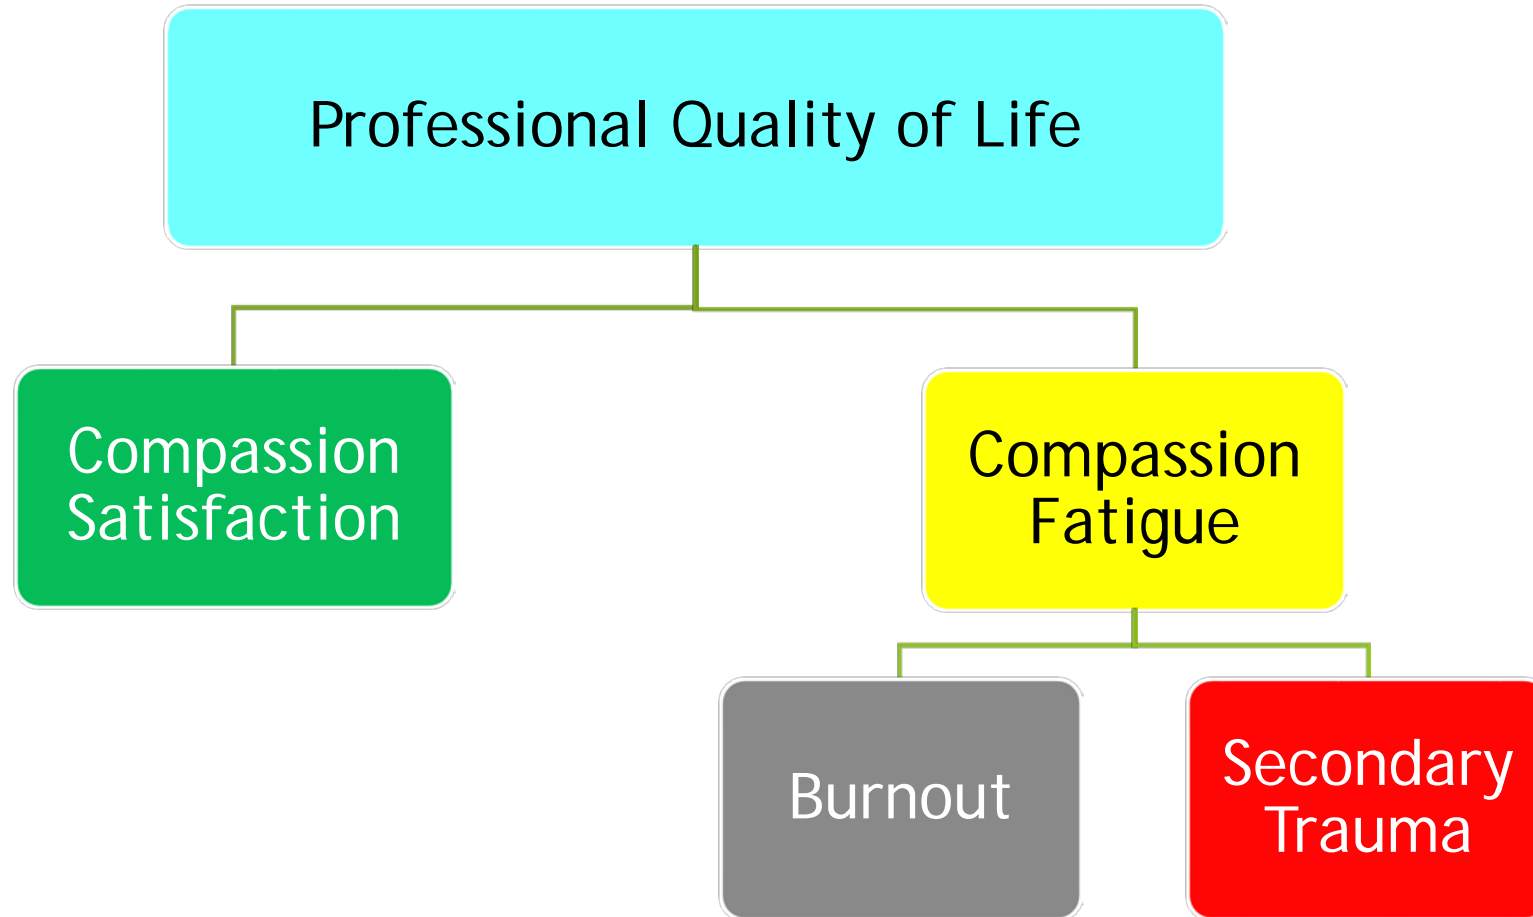 Professional Quality of Life
Compassion
Satisfaction
Compassion
Fatigue
Burnout
Secondary
Trauma